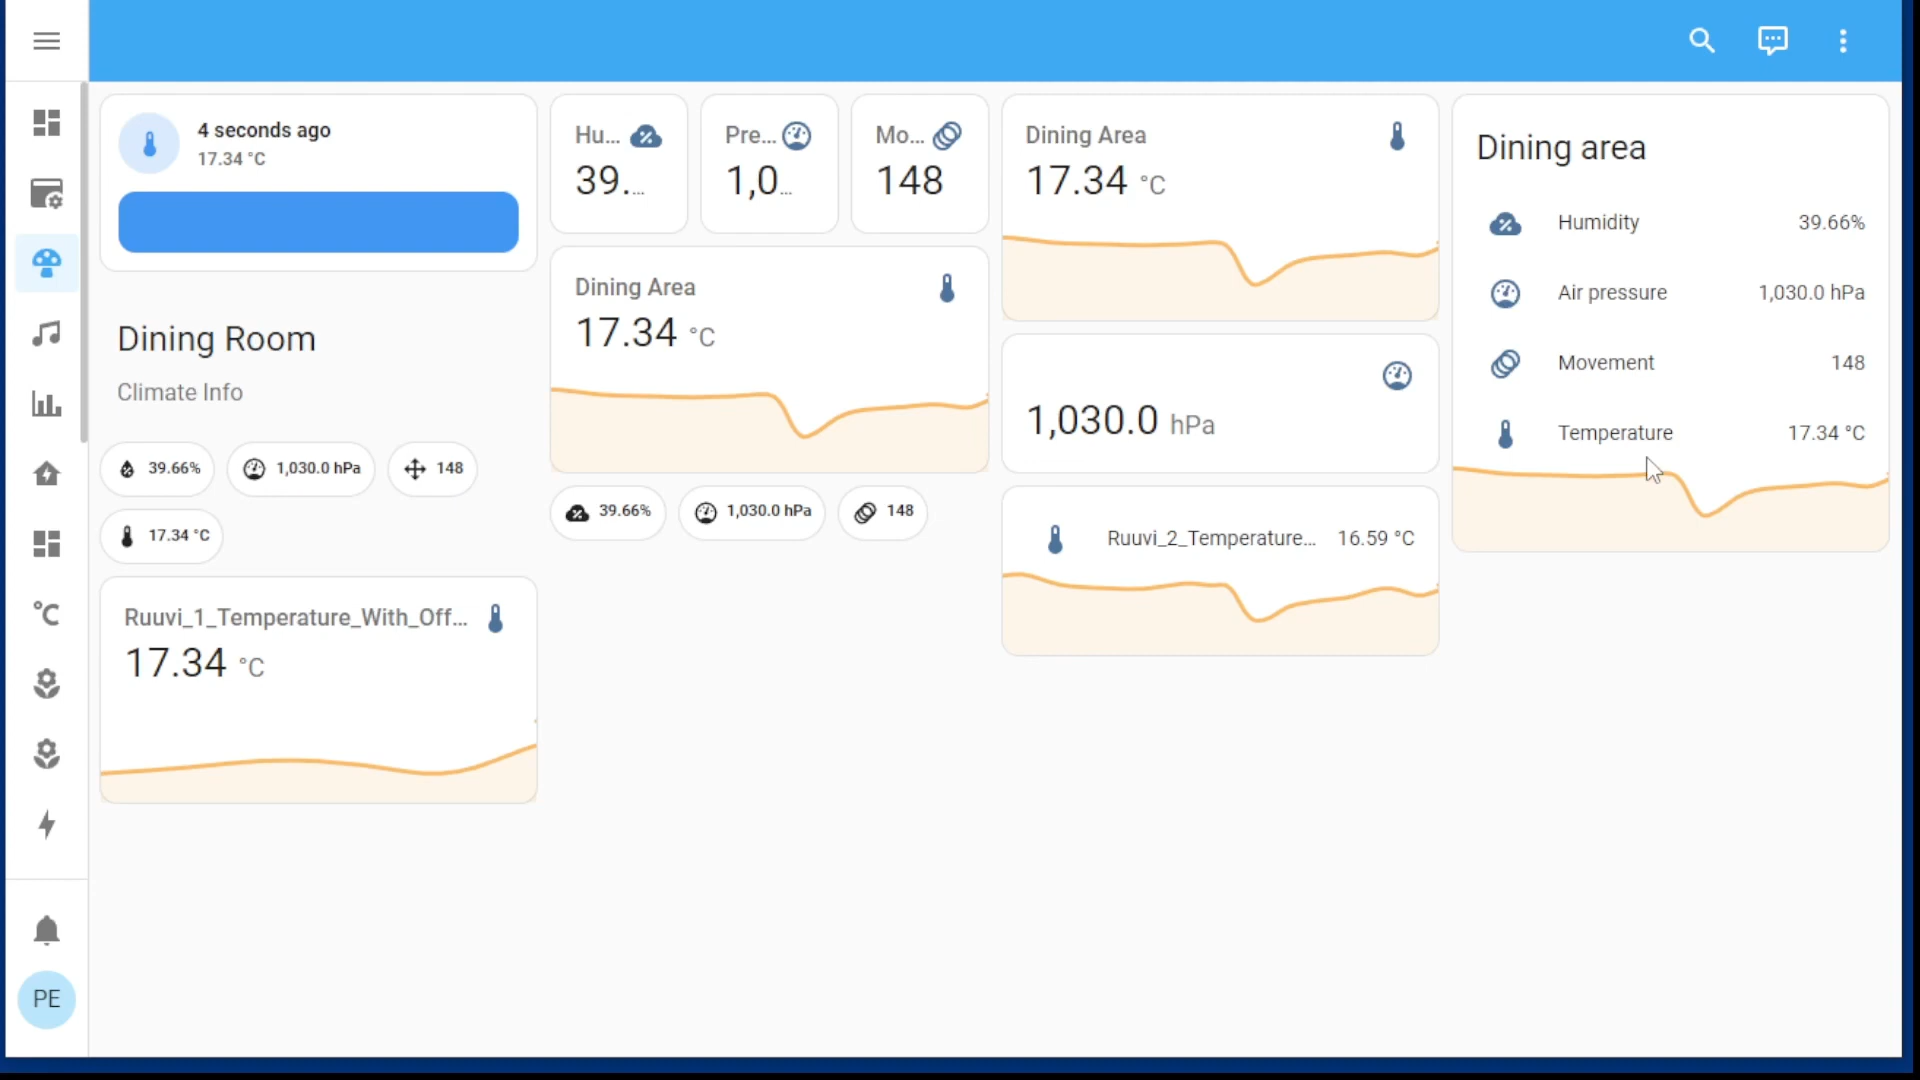 4 seconds ago
17.34 °C
Dining Room
Climate Info
39.66%
1,030.0 hPa
148
17.34 °C
Ruuvi_1_Temperature_With_Off...
17.34 °C
Hu...
39....
Pre...
1,0...
Mo...
148
Dining Area
17.34 °C
39.66%
1,030.0 hPa
148
Dining Area
17.34 °C
1,030.0 hPa
Ruuvi_2_Temperature... 16.59 °C
Dining area
Humidity 39.66%
Air pressure 1,030.0 hPa
Movement 148
Temperature 17.34 °C
°C
PE